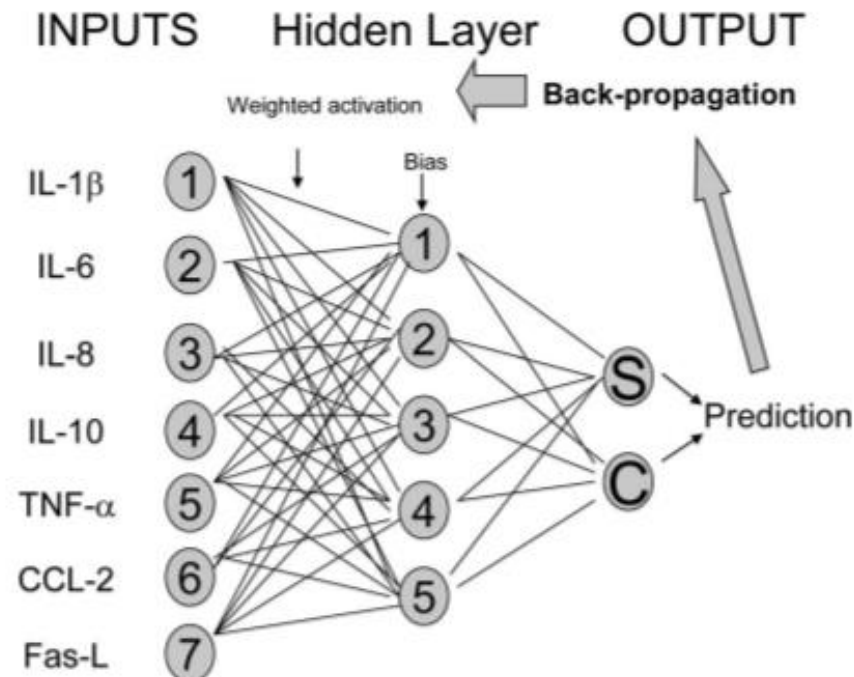 INPUTS Hidden Layer OUTPUT
Back-propagation
Weighted activation
Bias
IL-1β 1
IL-6 2
IL-8 3
IL-10 4
TNF-α 5
CCL-2 6
Fas-L 7
1
2
3
4
5
S
C
Prediction